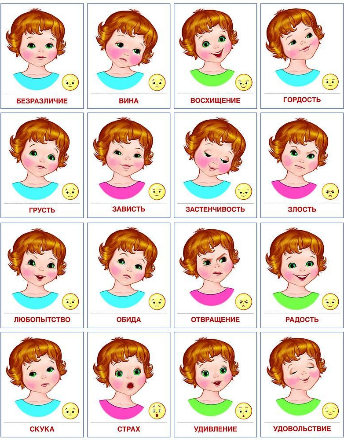 БЕЗРАЗЛИЧИЕ
ВИНА
ВОСХИЩЕНИЕ
ГОРДОСТЬ
ГРУСТЬ
ЗАВИСТЬ
ЗАСТЕНЧИВОСТЬ
ЗЛОСТЬ
ЛЮБОПЫТСТВО
ОБИДА
ОТВРАЩЕНИЕ
РАДОСТЬ
СКУКА
СТРАХ
УДИВЛЕНИЕ
УДОВОЛЬСТВИЕ